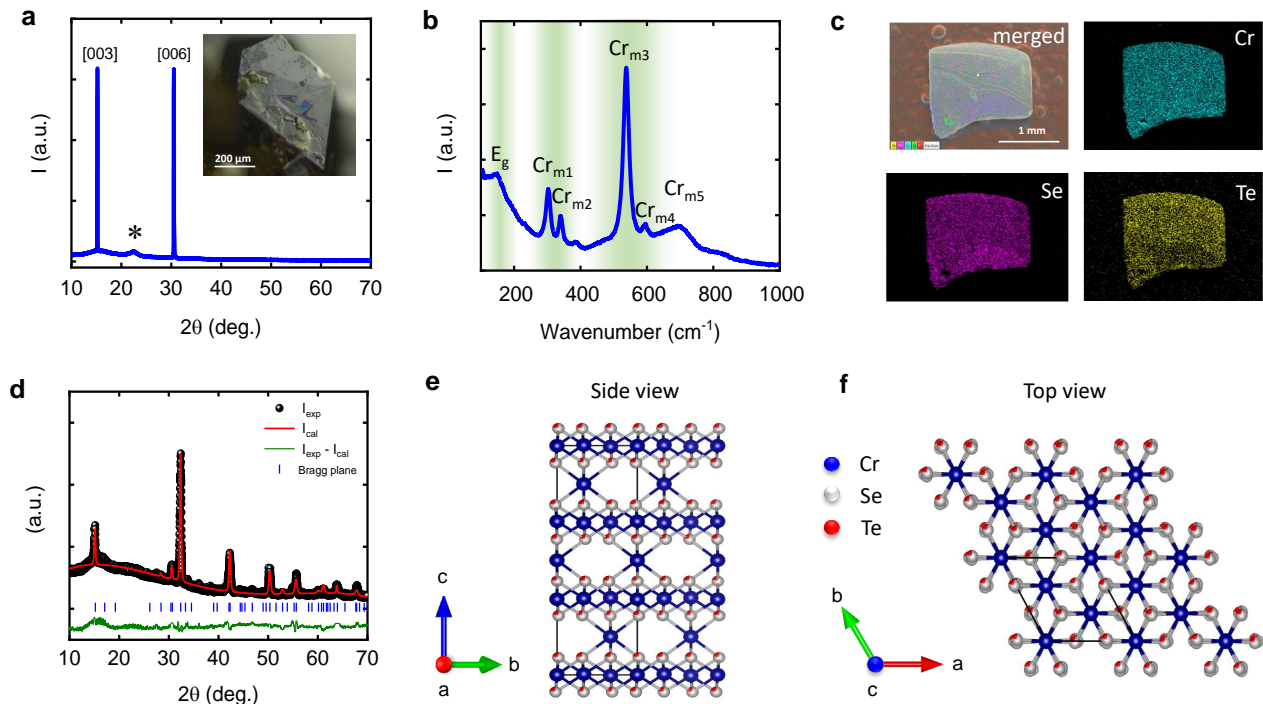 a
[003]
[006]
*
200 μm
I (a.u.)
10 20 30 40 50 60 70
2θ (deg.)
b
E_g
Cr_m1
Cr_m2
Cr_m3
Cr_m4
Cr_m5
I (a.u.)
200 400 600 800 1000
Wavenumber (cm⁻¹)
c
merged
1 mm
Cr
Se
Te
d
I_exp
I_cal
I_exp - I_cal
Bragg plane
(a.u.)
10 20 30 40 50 60 70
2θ (deg.)
e
Side view
c
b
a
f
Top view
Cr
Se
Te
b
a
c